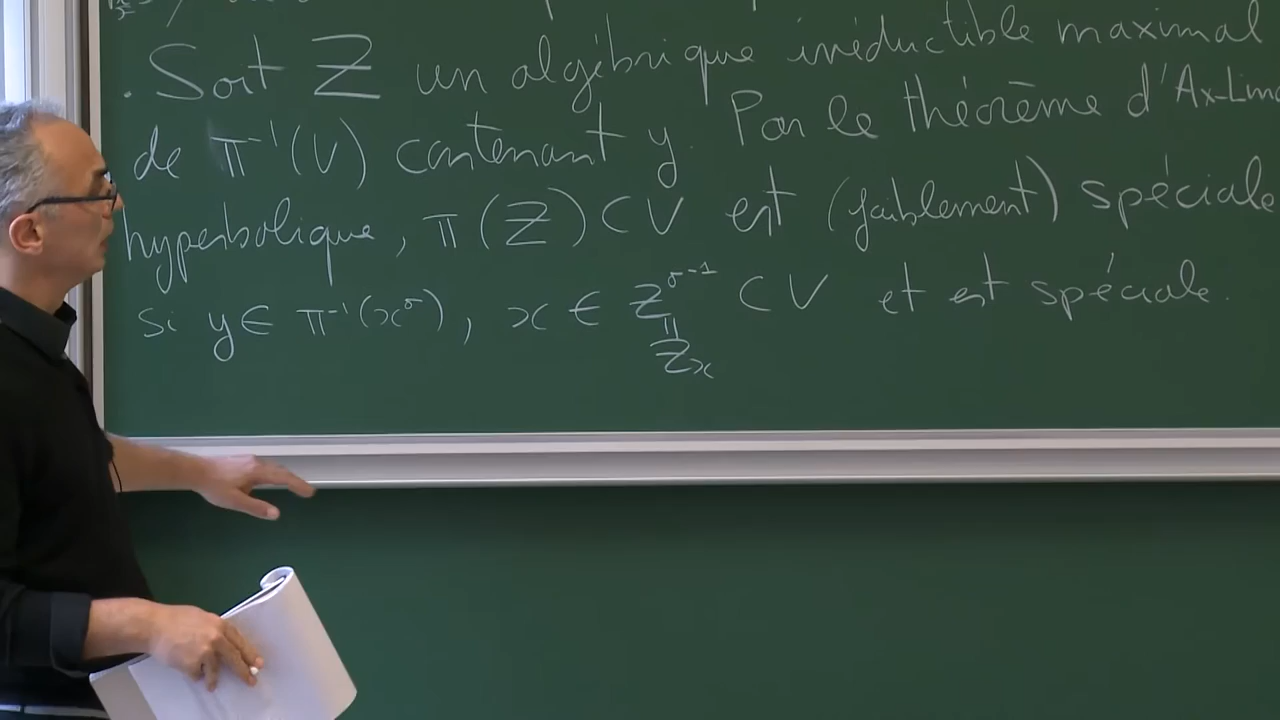 . Soit Z un algébrique irréductible maximal
de π⁻¹(V) contenant y. Par le théorème d'Ax-Lind
hyperbolique, π(Z) ⊂ V est (faiblement) spéciale
si y ∈ π⁻¹(x^σ), x ∈ Z^{σ⁻¹} ⊂ V et est spéciale.
||
Z_x